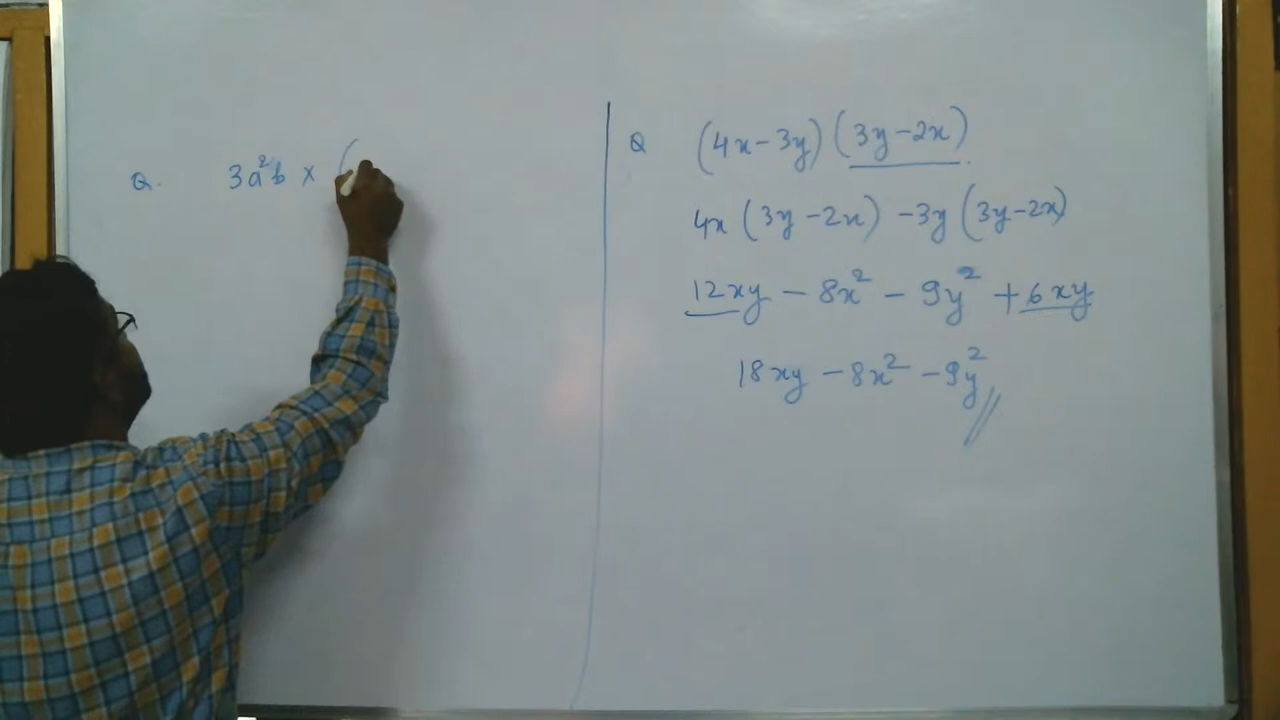 Q. 3a²b × (
Q (4x-3y)(3y-2x).
4x(3y-2x) -3y(3y-2x)
12xy - 8x² - 9y² + 6xy
18xy - 8x² - 9y² //